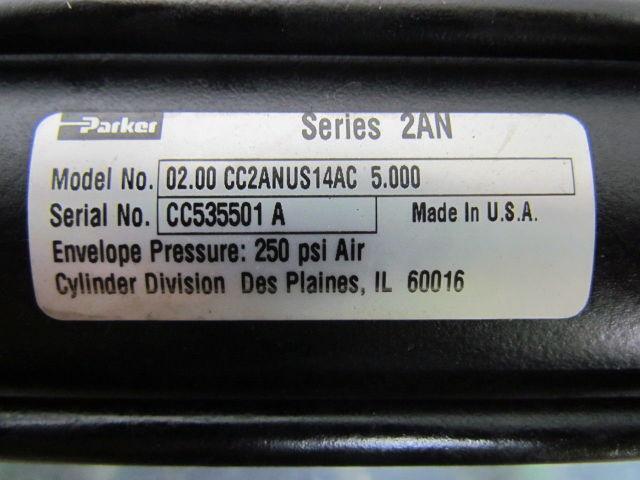 Parker Series 2AN
Model No. 02.00 CC2ANUS14AC 5.000
Serial No. CC535501 A Made In U.S.A.
Envelope Pressure: 250 psi Air
Cylinder Division Des Plaines, IL 60016